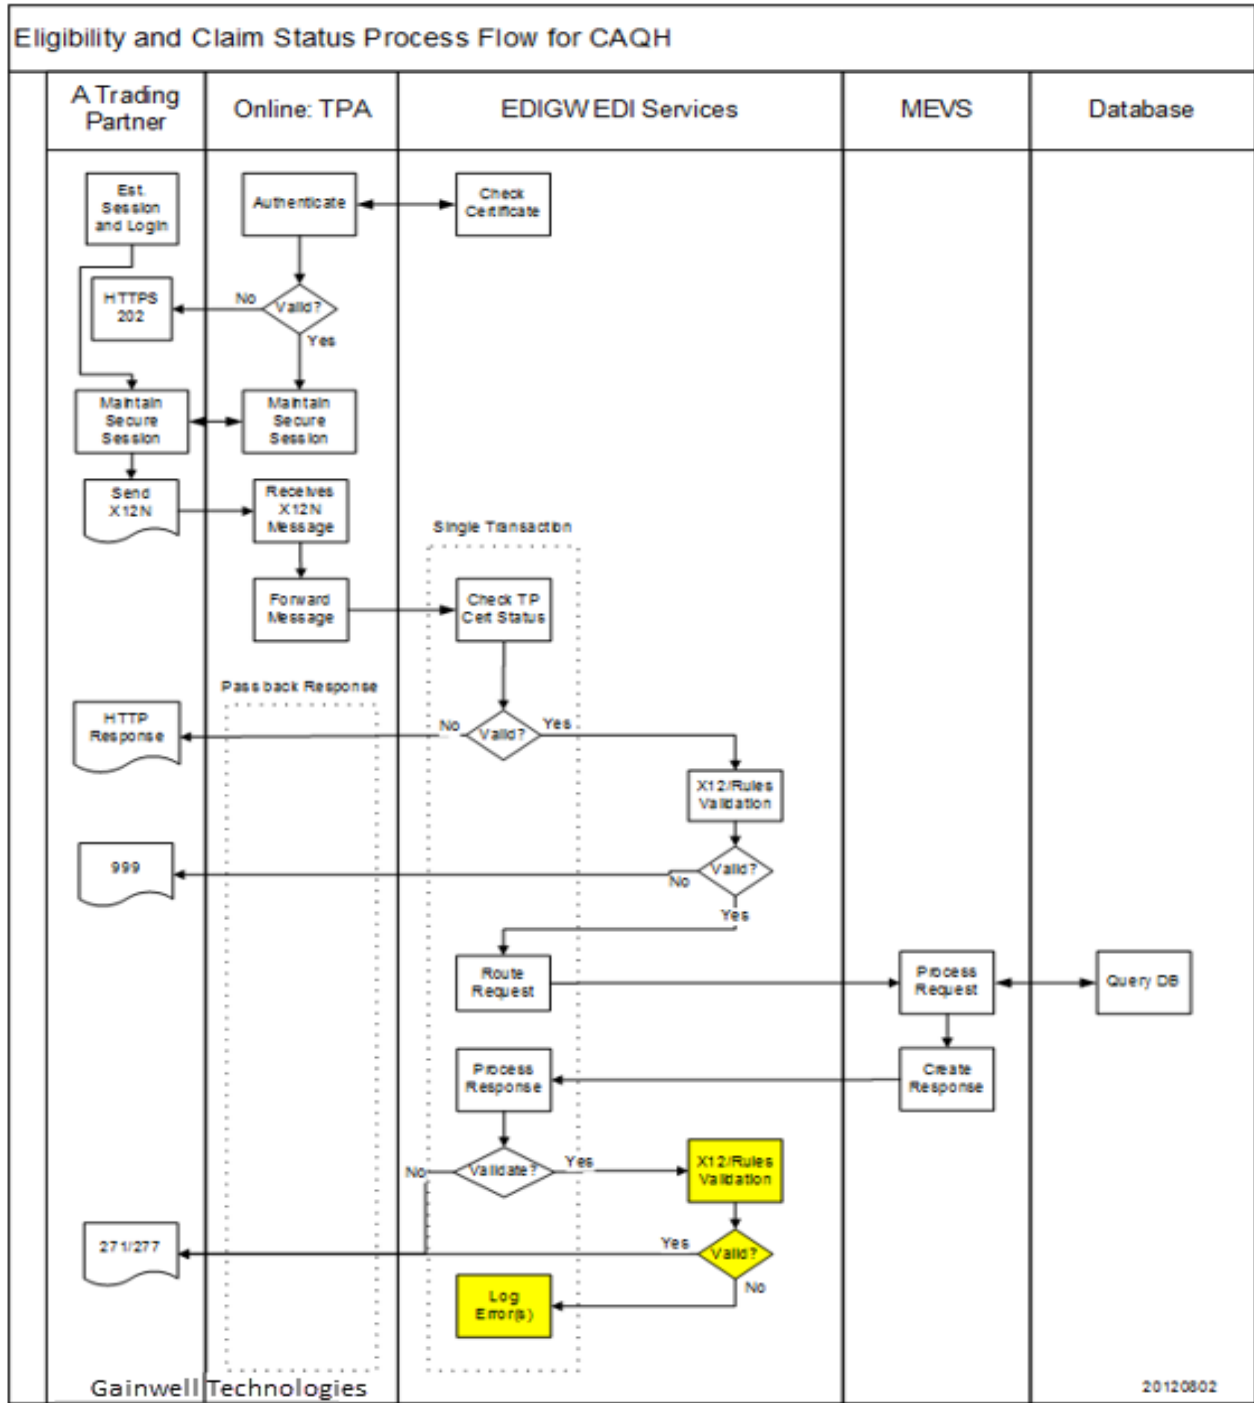 Eligibility and Claim Status Process Flow for CAQH
A Trading
Partner
Online: TPA
EDIGW EDI Services
MEVS
Database
Est.
Session
and Login
Authenticate
Check
Certificate
HTTPS
202
No
Valid?
Yes
Maintain
Secure
Session
Maintain
Secure
Session
Send
X12N
Receives
X12N
Message
Single Transaction
Forward
Message
Check TP
Cert Status
Pass back Response
HTTP
Response
No
Valid?
Yes
X12/Rules
Validation
999
No
Valid?
Yes
Route
Request
Process
Request
Query DB
Process
Response
Create
Response
No
Validate?
Yes
X12/Rules
Validation
271/277
Yes
Valid?
No
Log
Error(s)
Gainwell Technologies
20120802